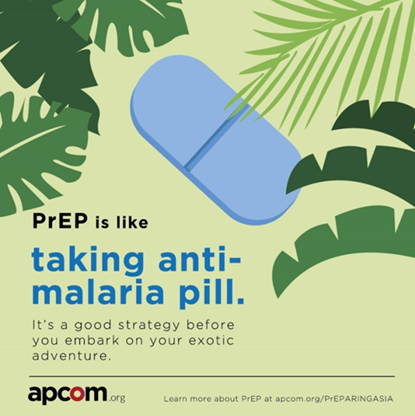 PrEP is like
taking anti-
malaria pill.
It's a good strategy before
you embark on your exotic
adventure.
apcom.org
Learn more about PrEP at apcom.org/PrEPARINGASIA